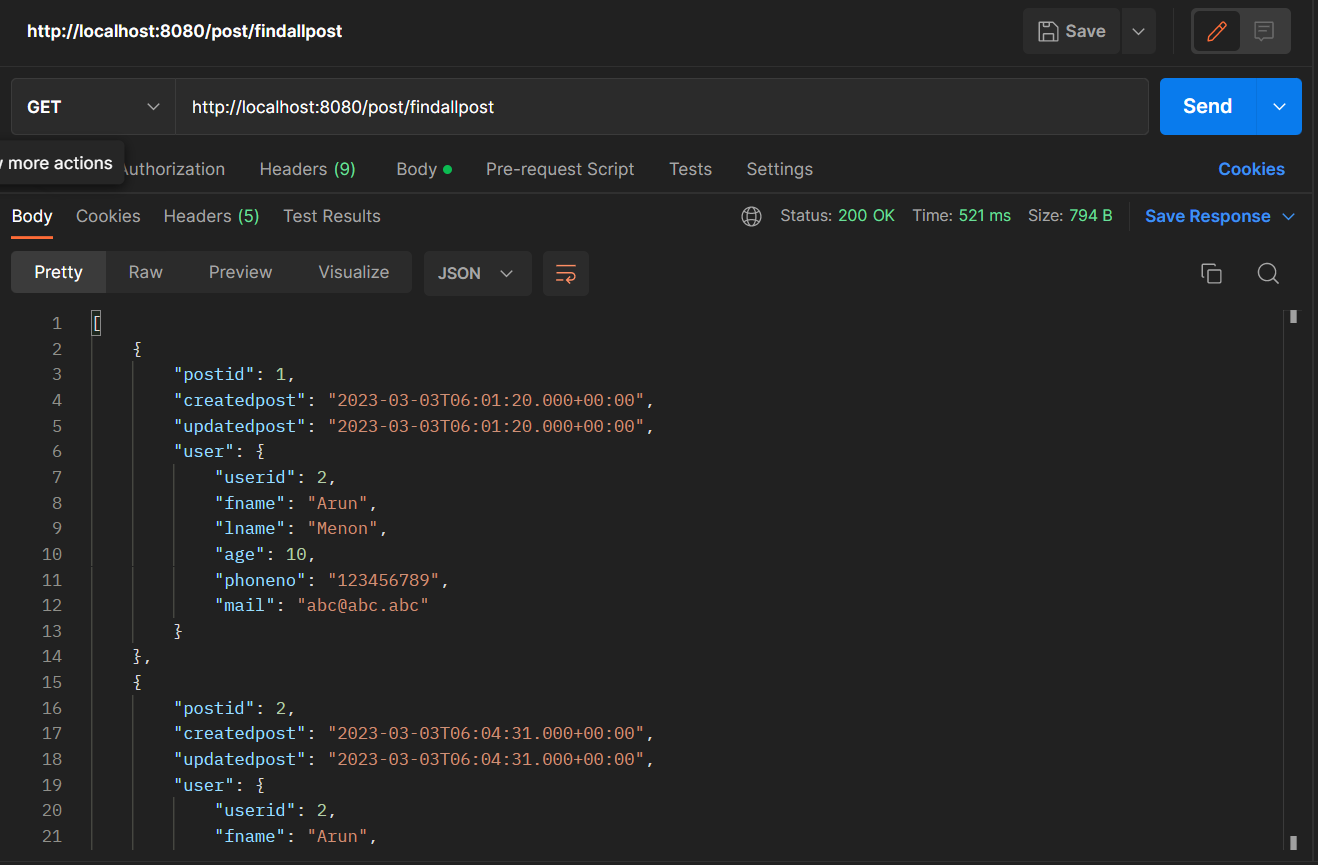 http://localhost:8080/post/findallpost
Save
GET
http://localhost:8080/post/findallpost
Send
more actions
Authorization
Headers (9)
Body
Pre-request Script
Tests
Settings
Cookies
Body
Cookies
Headers (5)
Test Results
Status: 200 OK
Time: 521 ms
Size: 794 B
Save Response
Pretty
Raw
Preview
Visualize
JSON
1 [
2 {
3 "postid": 1,
4 "createdpost": "2023-03-03T06:01:20.000+00:00",
5 "updatedpost": "2023-03-03T06:01:20.000+00:00",
6 "user": {
7 "userid": 2,
8 "fname": "Arun",
9 "lname": "Menon",
10 "age": 10,
11 "phoneno": "123456789",
12 "mail": "abc@abc.abc"
13 }
14 },
15 {
16 "postid": 2,
17 "createdpost": "2023-03-03T06:04:31.000+00:00",
18 "updatedpost": "2023-03-03T06:04:31.000+00:00",
19 "user": {
20 "userid": 2,
21 "fname": "Arun",